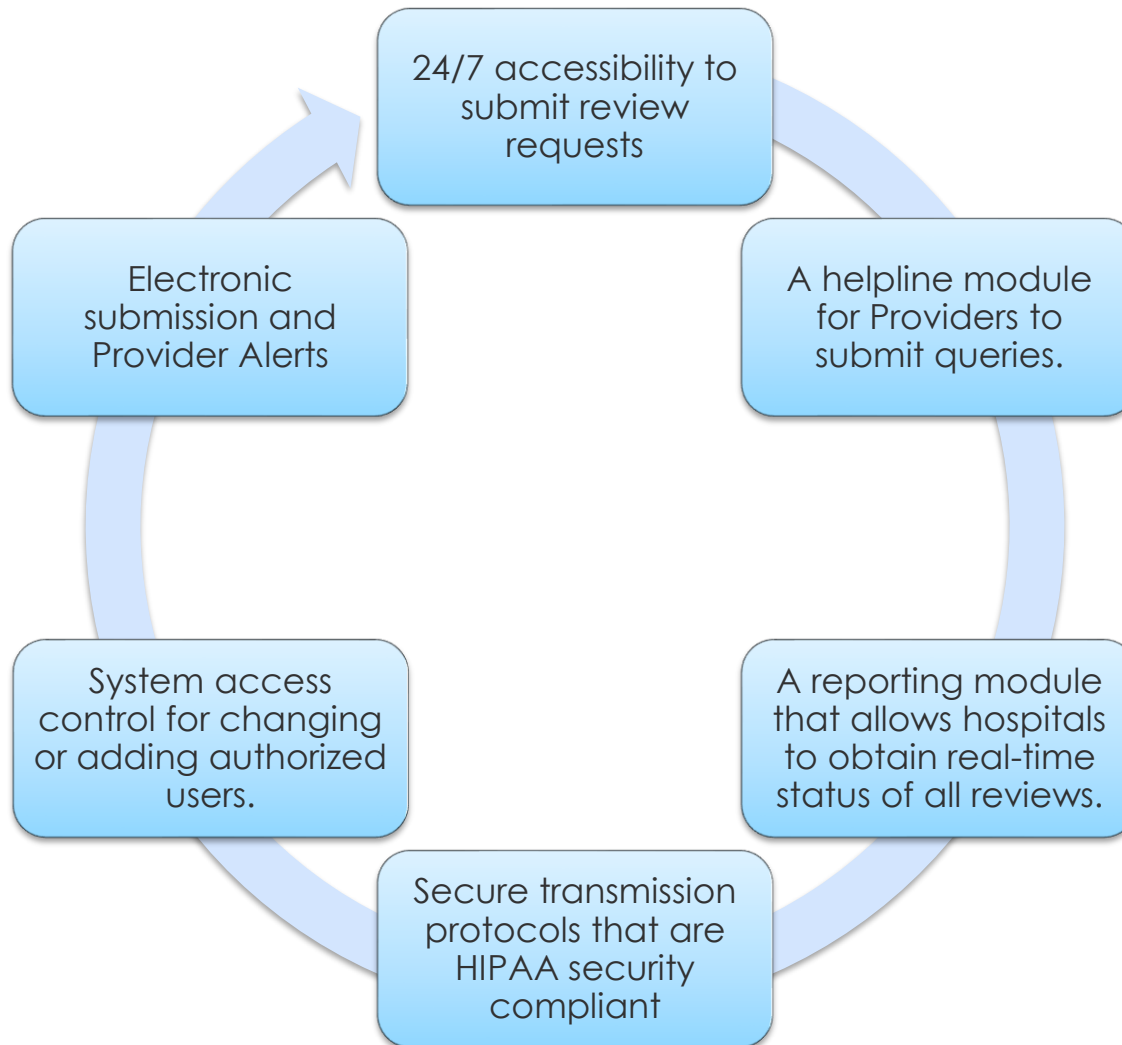 24/7 accessibility to
submit review
requests
A helpline module
for Providers to
submit queries.
A reporting module
that allows hospitals
to obtain real-time
status of all reviews.
Secure transmission
protocols that are
HIPAA security
compliant
System access
control for changing
or adding authorized
users.
Electronic
submission and
Provider Alerts